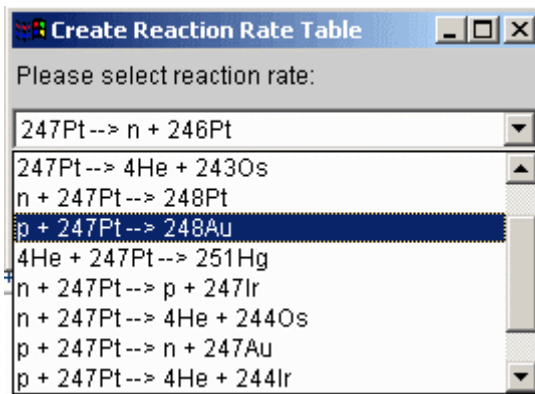 Create Reaction Rate Table
Please select reaction rate:
247Pt --> n + 246Pt
247Pt --> 4He + 243Os
n + 247Pt --> 248Pt
p + 247Pt --> 248Au
4He + 247Pt --> 251Hg
n + 247Pt --> p + 247Ir
n + 247Pt --> 4He + 244Os
p + 247Pt --> n + 247Au
p + 247Pt --> 4He + 244Ir